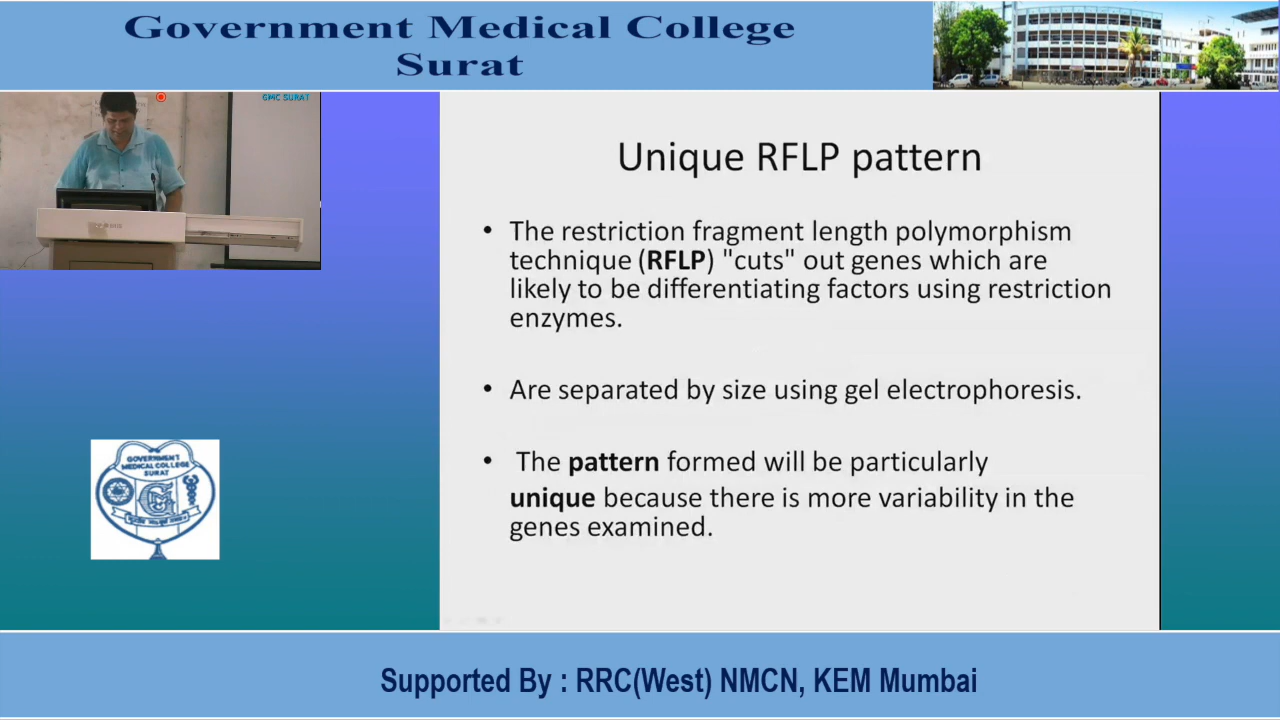 Government Medical College
Surat
GMC SURAT
Unique RFLP pattern
• The restriction fragment length polymorphism
technique (RFLP) "cuts" out genes which are
likely to be differentiating factors using restriction
enzymes.
• Are separated by size using gel electrophoresis.
• The pattern formed will be particularly
unique because there is more variability in the
genes examined.
GOVERNMENT
MEDICAL COLLEGE
SURAT
Supported By : RRC(West) NMCN, KEM Mumbai